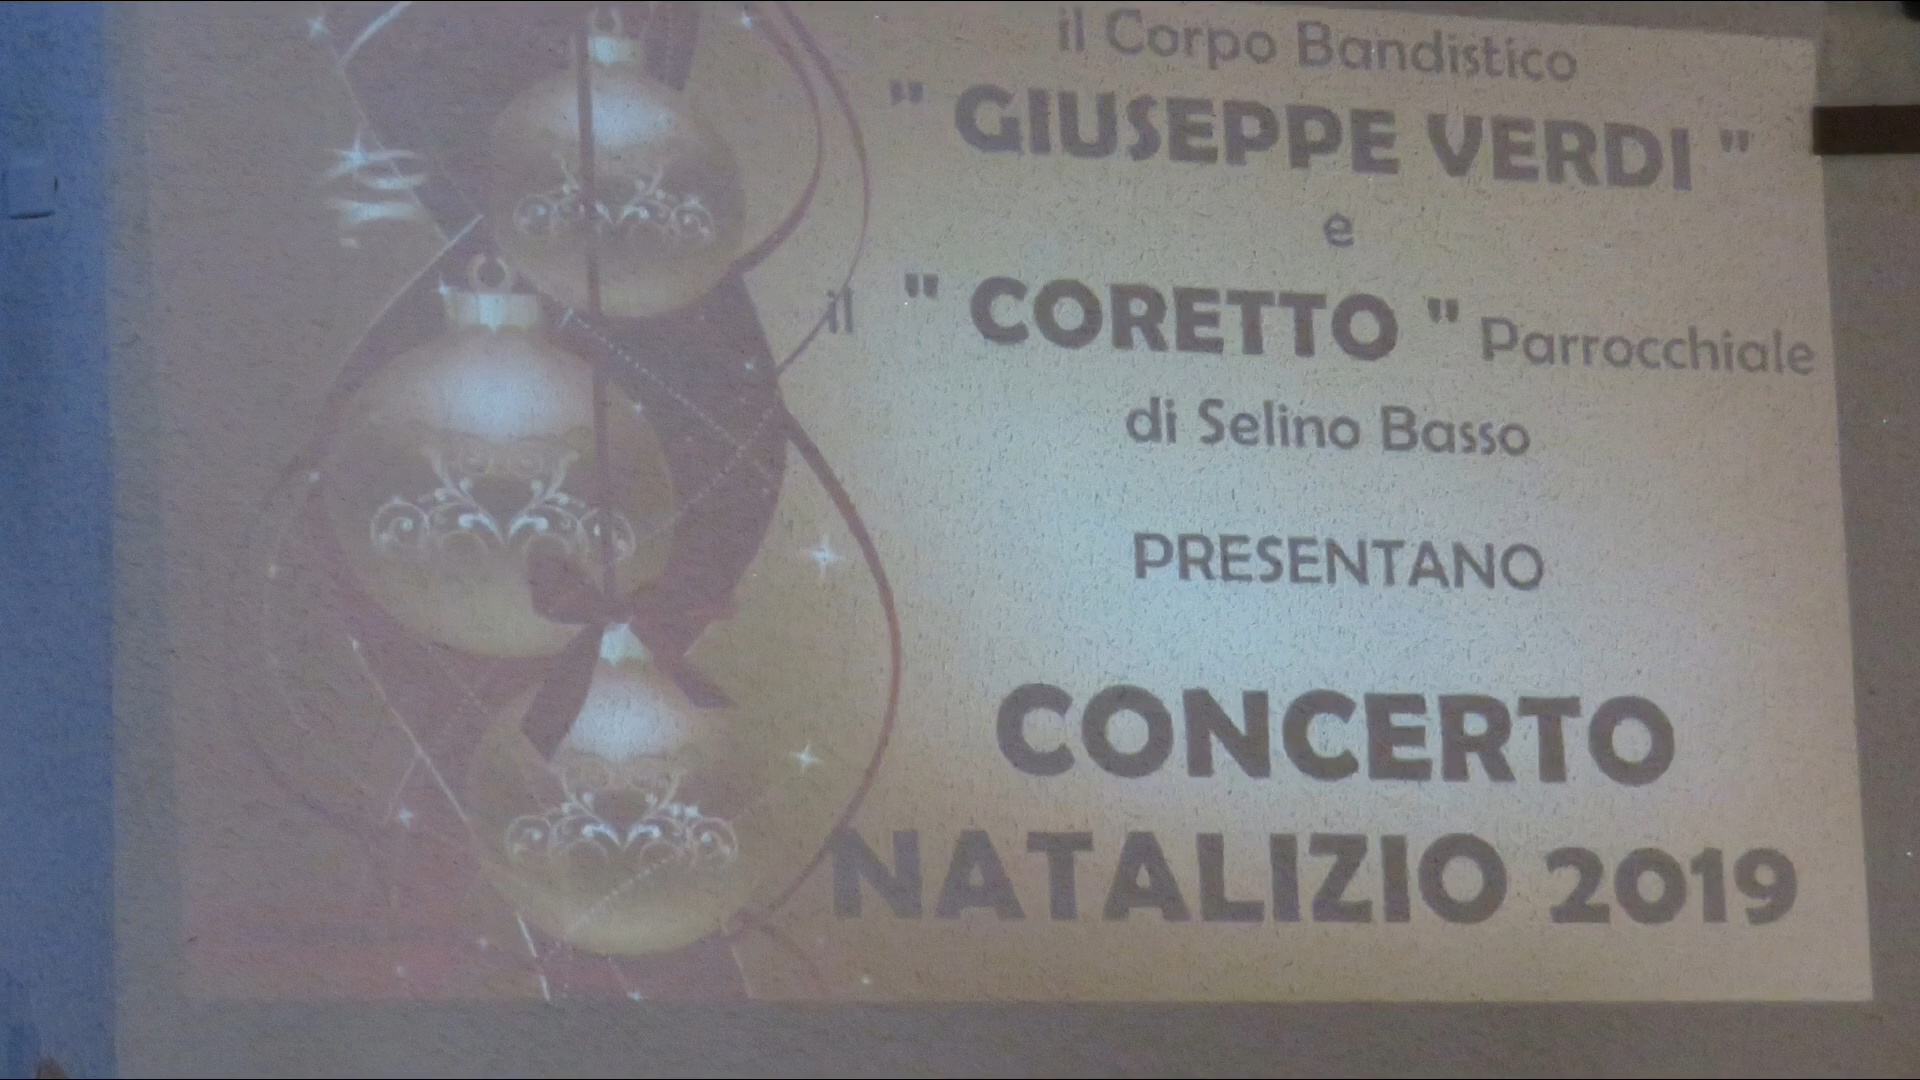 il Corpo Bandistico
" GIUSEPPE VERDI "
e
il " CORETTO " Parrocchiale
di Selino Basso
PRESENTANO
CONCERTO
NATALIZIO 2019